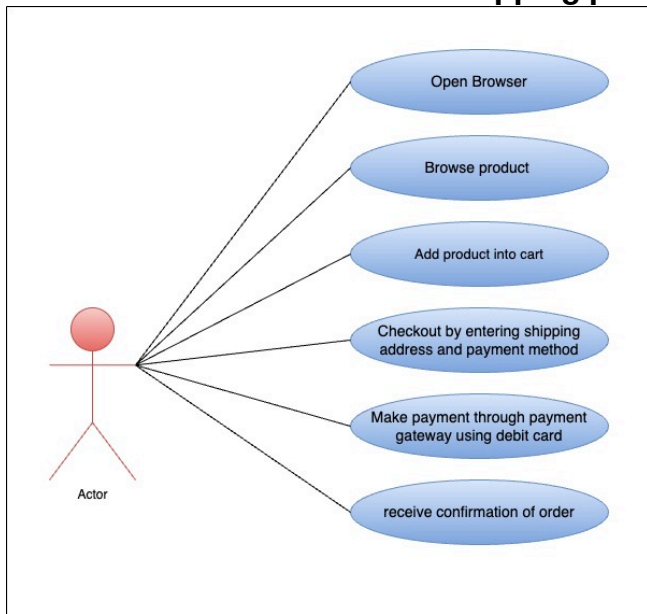 Open Browser
Browse product
Add product into cart
Checkout by entering shipping
address and payment method
Make payment through payment
gateway using debit card
receive confirmation of order
Actor